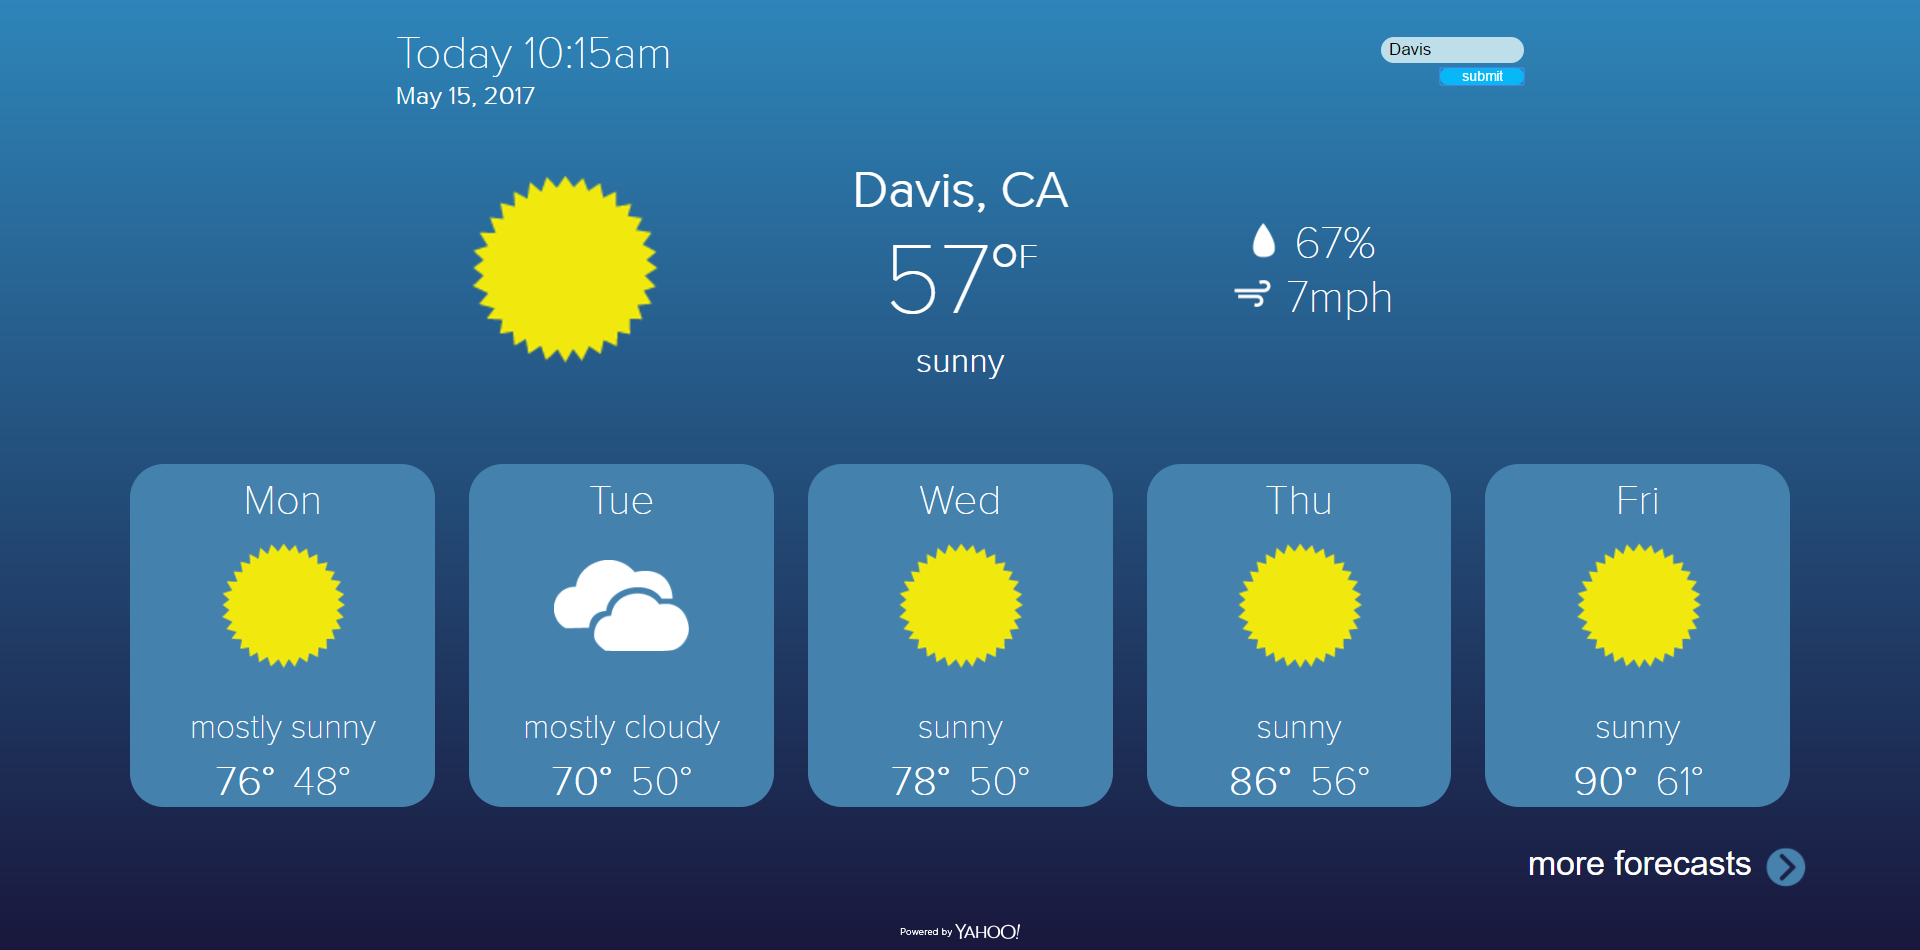 Today 10:15am
May 15, 2017
Davis
submit
Davis, CA
57°F
sunny
67%
7mph
Mon
mostly sunny
76° 48°
Tue
mostly cloudy
70° 50°
Wed
sunny
78° 50°
Thu
sunny
86° 56°
Fri
sunny
90° 61°
more forecasts
Powered by YAHOO!